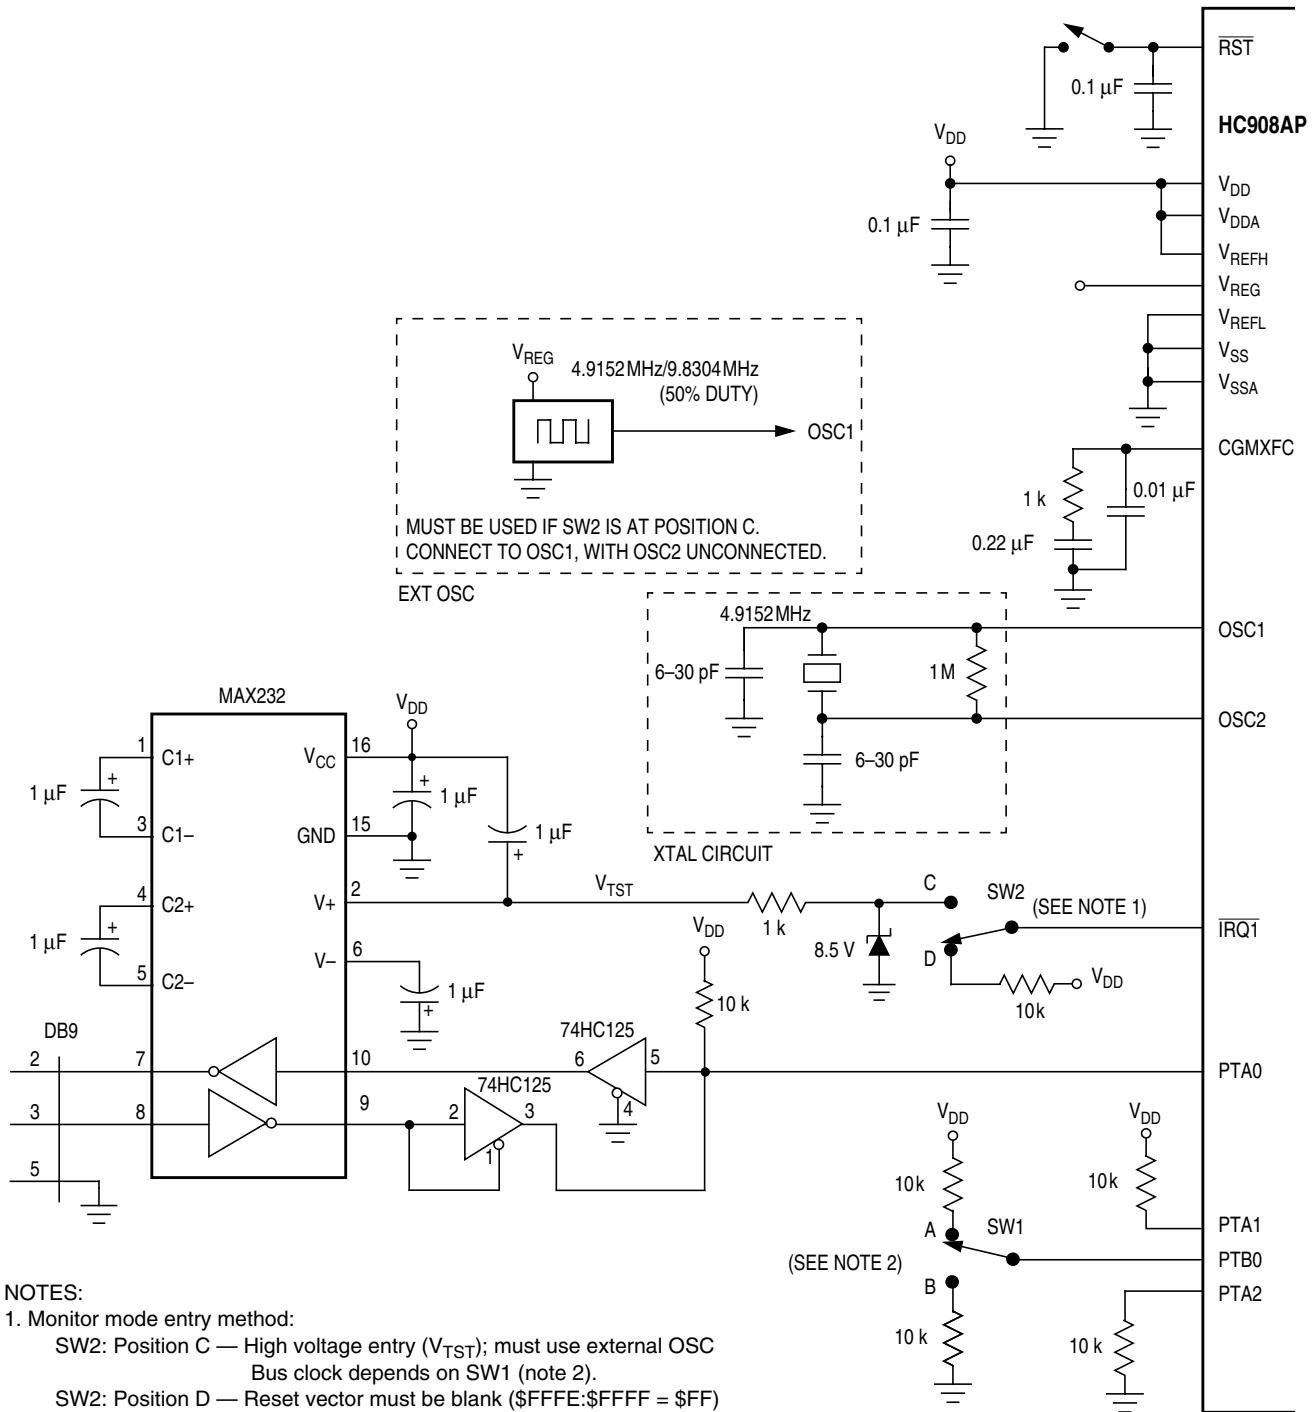 RST
0.1 µF
HC908AP
VDD
VDD
0.1 µF
VDDA
VREFH
VREG
VREFL
VSS
VSSA
VREG
4.9152MHz/9.8304MHz
(50% DUTY)
OSC1
MUST BE USED IF SW2 IS AT POSITION C.
CONNECT TO OSC1, WITH OSC2 UNCONNECTED.
EXT OSC
CGMXFC
1 k
0.01 µF
0.22 µF
4.9152MHz
OSC1
6–30 pF
1M
OSC2
6–30 pF
XTAL CIRCUIT
MAX232
VDD
1
C1+
VCC
16
1 µF
+
+
1 µF
3
C1–
GND
15
1 µF
+
4
C2+
V+
2
VTST
1 k
1 µF
+
5
C2–
V–
6
1 µF
+
8.5 V
C
SW2
(SEE NOTE 1)
IRQ1
D
VDD
10k
VDD
10 k
DB9
2
7
10
6
74HC125
5
4
PTA0
3
8
9
74HC125
2
3
1
5
VDD
VDD
10k
10k
A
SW1
PTA1
(SEE NOTE 2)
PTB0
B
PTA2
10 k
10 k
NOTES:
1. Monitor mode entry method:
SW2: Position C — High voltage entry (VTST); must use external OSC
Bus clock depends on SW1 (note 2).
SW2: Position D — Reset vector must be blank ($FFFE:$FFFF = $FF)